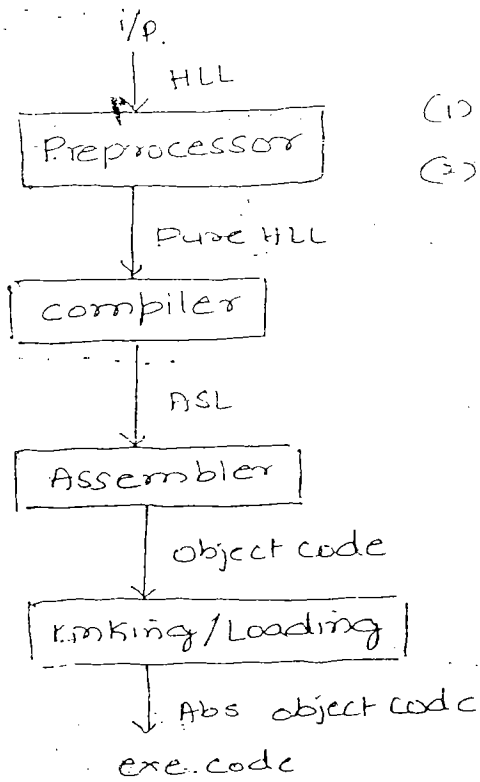 i/p.
HLL
(1)
Preprocessor
(2)
Pure HLL
compiler
ASL
Assembler
object code
Linking/Loading
Abs object code
exe. code